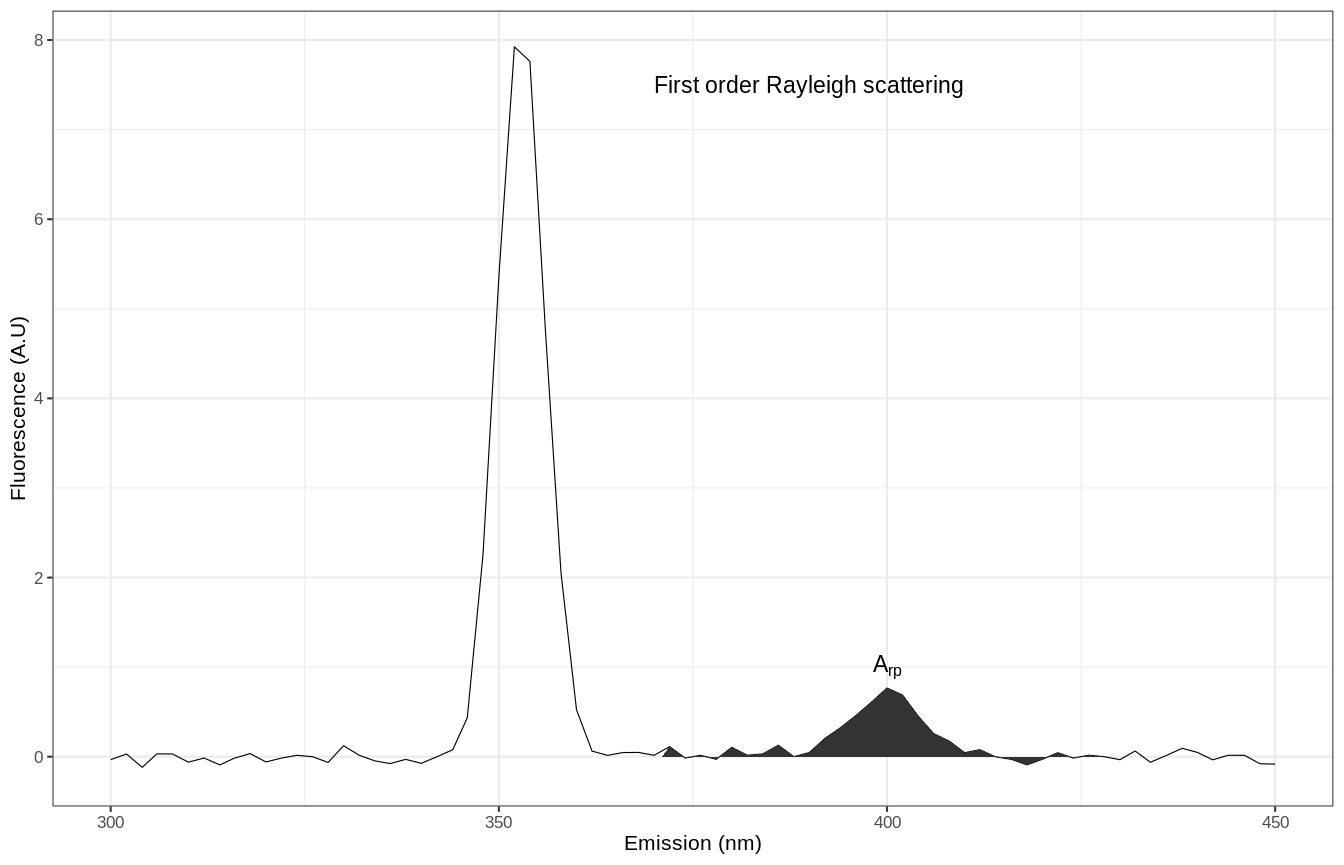 8
First order Rayleigh scattering
6
Fluorescence (A.U)
4
2
Arp
0
300 350 400 450
Emission (nm)